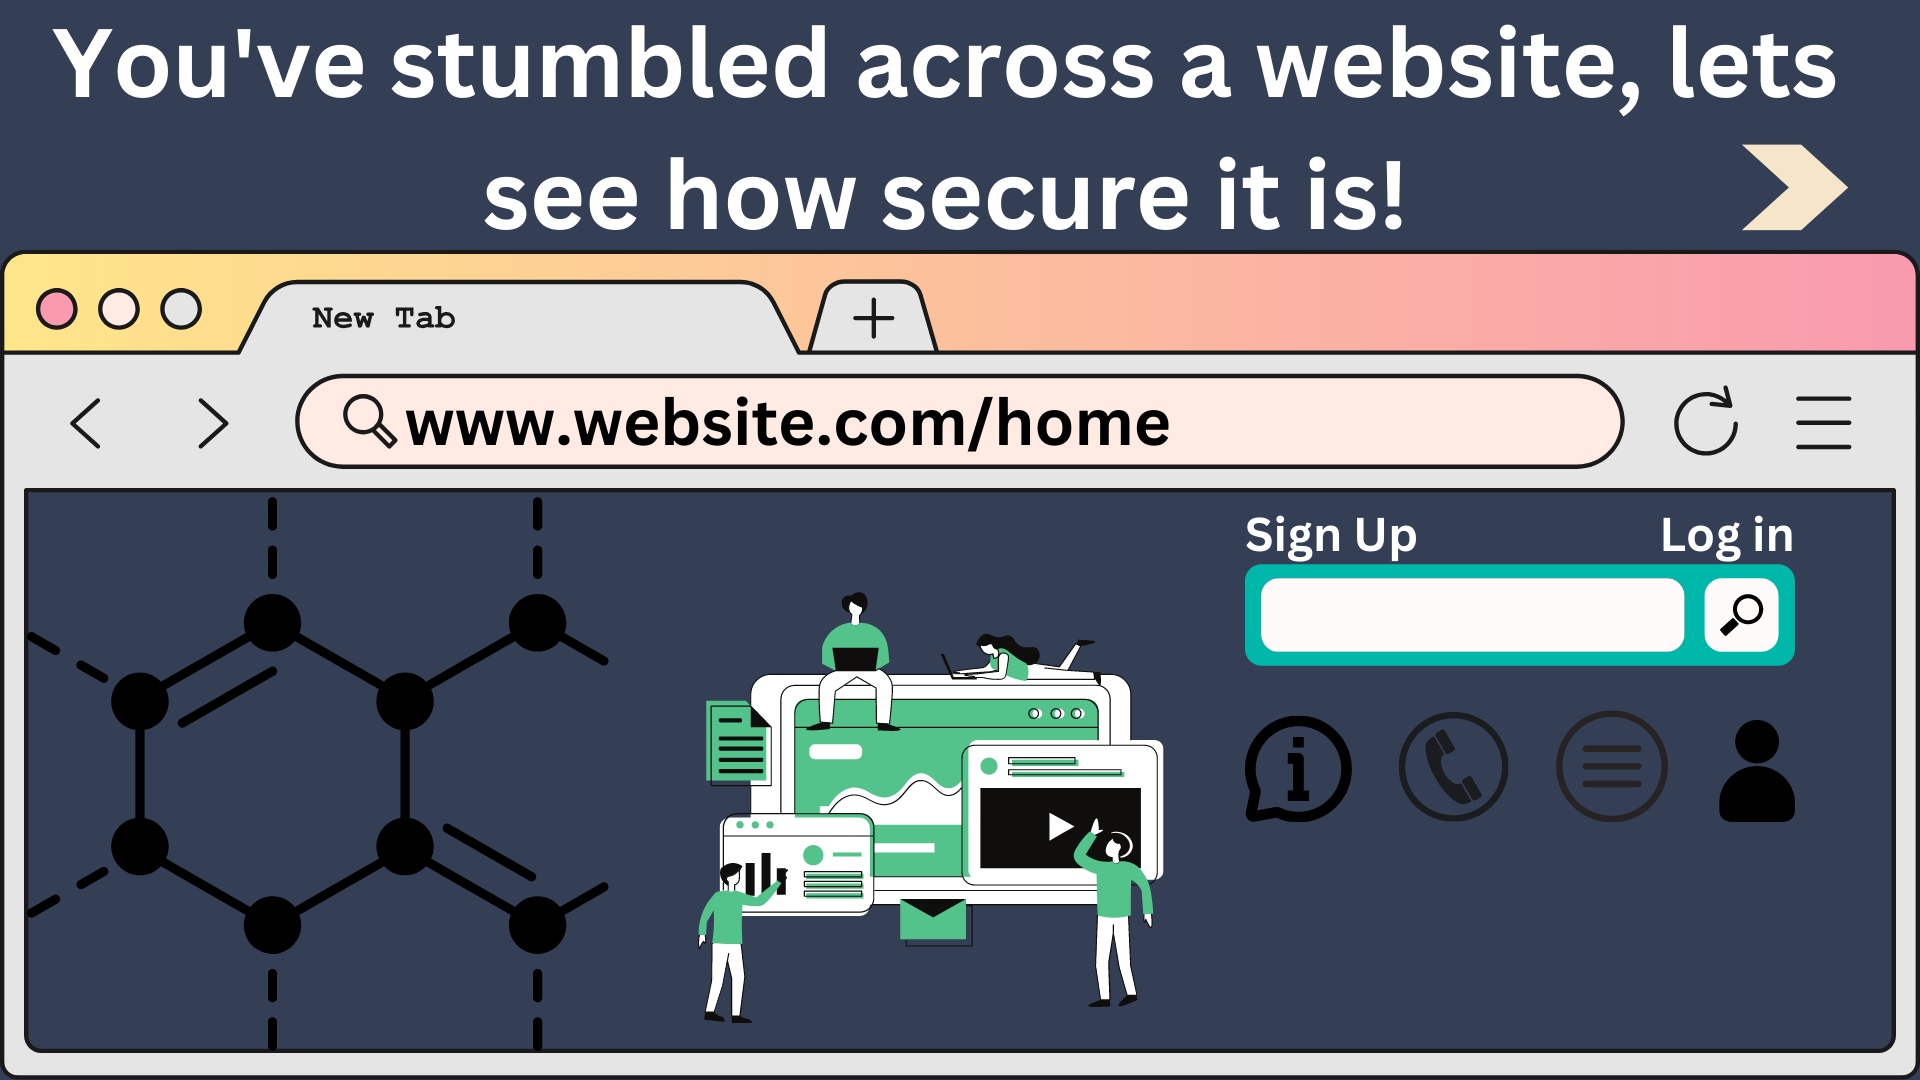 You've stumbled across a website, lets
see how secure it is!
New Tab
www.website.com/home
Sign Up
Log in